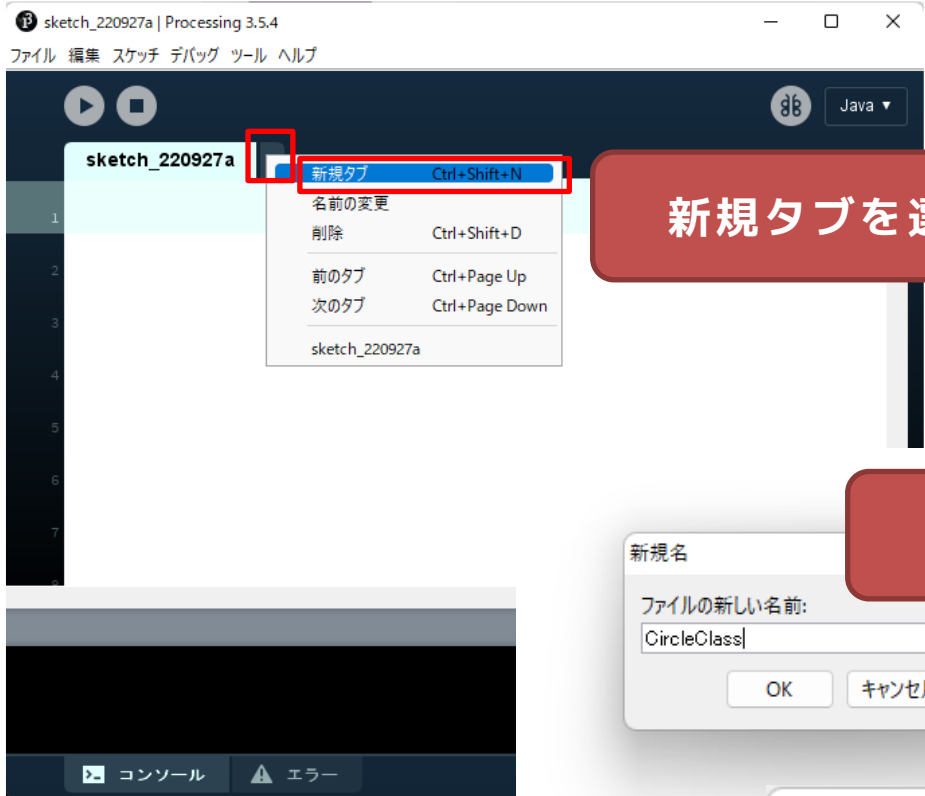 sketch_220927a | Processing 3.5.4
ファイル 編集 スケッチ デバッグ ツール ヘルプ
Java ▼
sketch_220927a
新規タブ Ctrl+Shift+N
名前の変更
削除 Ctrl+Shift+D
前のタブ Ctrl+Page Up
次のタブ Ctrl+Page Down
sketch_220927a
新規タブを
1
2
3
4
5
6
7
新規名
ファイルの新しい名前:
CircleClass
OK キャンセル
コンソール エラー